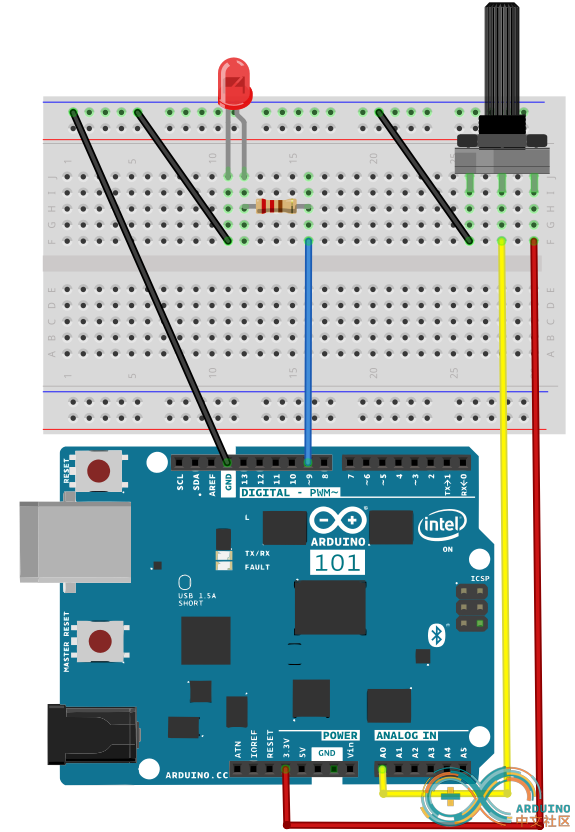 1 5 10 15 20 25
J
I
H
G
F
J
I
H
G
F
E
D
C
B
A
E
D
C
B
A
1 5 10 15 20 25
RESET
SCL
SDA
AREF
GND
13
12
11
10
~9
8
7
~6
~5
~4
~3
2
TX→1
RX←0
DIGITAL - PWM~
L
ARDUINO.
intel
TX/RX
FAULT
101
ON
ICSP
USB 1.5A
SHORT
MASTER RESET
POWER
ANALOG IN
ATN
IOREF
RESET
3.3V
5V
GND
Vin
A0
A1
A2
A3
A4
A5
ARDUINO.CC
ARDUINO
中文社区